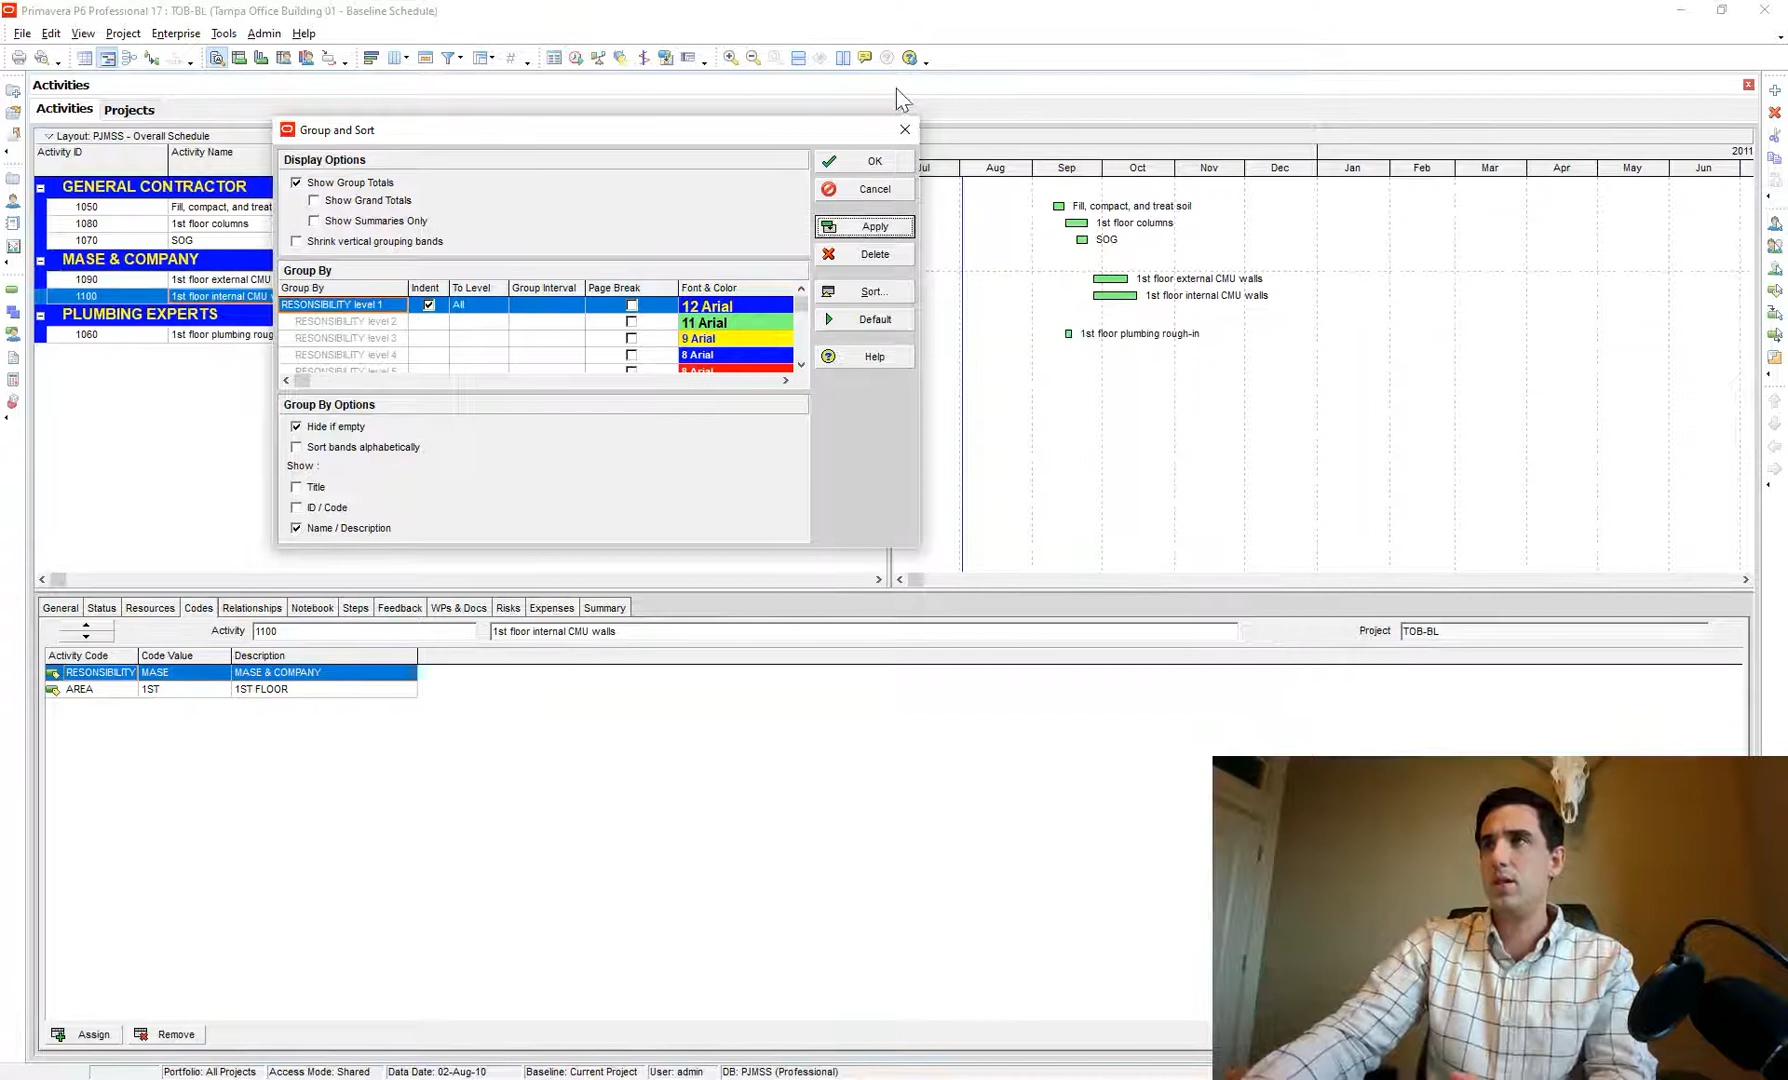 Primavera P6 Professional 17 : TOB-BL (Tampa Office Building 01 - Baseline Schedule)
File Edit View Project Enterprise Tools Admin Help
Activities
Activities Projects
Layout: PJMSS - Overall Schedule
Activity ID Activity Name
GENERAL CONTRACTOR
1050 Fill, compact, and treat
1080 1st floor columns
1070 SOG
MASE & COMPANY
1090 1st floor external CMU
1100 1st floor internal CMU
PLUMBING EXPERTS
1060 1st floor plumbing rough
Group and Sort
Display Options
Show Group Totals
Show Grand Totals
Show Summaries Only
Shrink vertical grouping bands
Group By
Group By Indent To Level Group Interval Page Break Font & Color
RESONSIBILITY level 1 All 12 Arial
RESONSIBILITY level 2 11 Arial
RESONSIBILITY level 3 9 Arial
RESONSIBILITY level 4 8 Arial
RESONSIBILITY level 5 8 Arial
Group By Options
Hide if empty
Sort bands alphabetically
Show :
Title
ID / Code
Name / Description
OK
Cancel
Apply
Delete
Sort...
Default
Help
2011
Jul Aug Sep Oct Nov Dec Jan Feb Mar Apr May Jun
Fill, compact, and treat soil
1st floor columns
SOG
1st floor external CMU walls
1st floor internal CMU walls
1st floor plumbing rough-in
General Status Resources Codes Relationships Notebook Steps Feedback WPs & Docs Risks Expenses Summary
Activity 1100 1st floor internal CMU walls Project TOB-BL
Activity Code Code Value Description
RESONSIBILITY MASE MASE & COMPANY
AREA 1ST 1ST FLOOR
Assign Remove
Portfolio: All Projects Access Mode: Shared Data Date: 02-Aug-10 Baseline: Current Project User: admin DB: PJMSS (Professional)